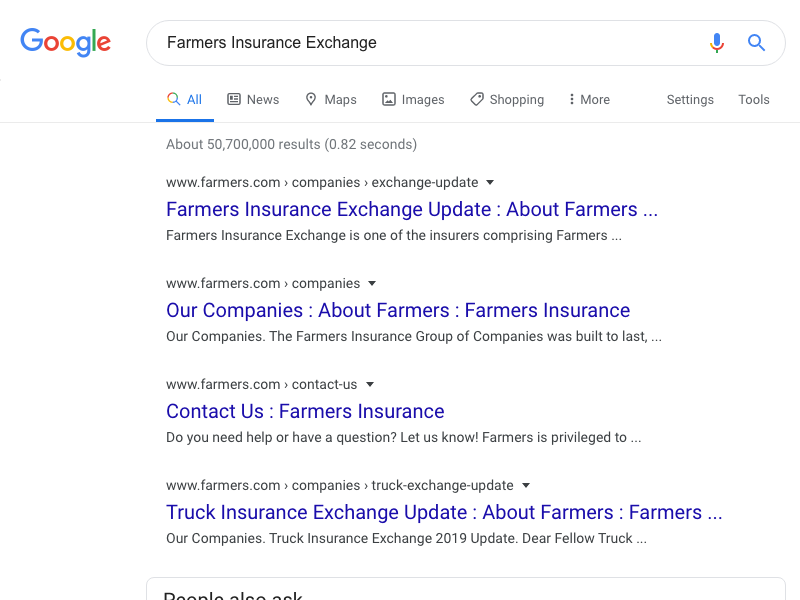 Google
Farmers Insurance Exchange
All News Maps Images Shopping More Settings Tools
About 50,700,000 results (0.82 seconds)
www.farmers.com › companies › exchange-update
Farmers Insurance Exchange Update : About Farmers ...
Farmers Insurance Exchange is one of the insurers comprising Farmers ...
www.farmers.com › companies
Our Companies : About Farmers : Farmers Insurance
Our Companies. The Farmers Insurance Group of Companies was built to last, ...
www.farmers.com › contact-us
Contact Us : Farmers Insurance
Do you need help or have a question? Let us know! Farmers is privileged to ...
www.farmers.com › companies › truck-exchange-update
Truck Insurance Exchange Update : About Farmers : Farmers ...
Our Companies. Truck Insurance Exchange 2019 Update. Dear Fellow Truck ...
People also ask